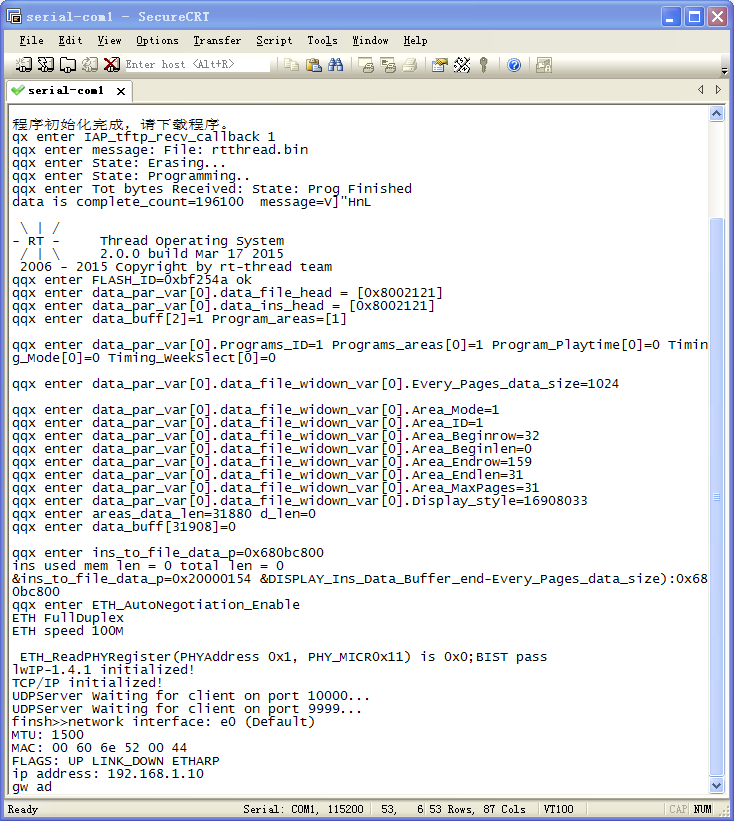 serial-com1 - SecureCRT
File Edit View Options Transfer Script Tools Window Help
Enter host <Alt+R>
serial-com1
程序初始化完成，请下载程序。
qx enter IAP_tftp_recv_callback 1
qqx enter message: File: rtthread.bin
qqx enter State: Erasing...
qqx enter State: Programming..
qqx enter Tot bytes Received: State: Prog Finished
data is complete_count=196100  message=V]"HnL
 \ | /
- RT -     Thread Operating System
 / | \     2.0.0 build Mar 17 2015
 2006 - 2015 Copyright by rt-thread team
qqx enter FLASH_ID=0xbf254a ok
qqx enter data_par_var[0].data_file_head = [0x8002121]
qqx enter data_par_var[0].data_ins_head = [0x8002121]
qqx enter data_buff[2]=1 Program_areas=[1]
qqx enter data_par_var[0].Programs_ID=1 Programs_areas[0]=1 Program_Playtime[0]=0 Timin
g_Mode[0]=0 Timing_WeekSlect[0]=0
qqx enter data_par_var[0].data_file_widown_var[0].Every_Pages_data_size=1024
qqx enter data_par_var[0].data_file_widown_var[0].Area_Mode=1
qqx enter data_par_var[0].data_file_widown_var[0].Area_ID=1
qqx enter data_par_var[0].data_file_widown_var[0].Area_Beginrow=32
qqx enter data_par_var[0].data_file_widown_var[0].Area_Beginlen=0
qqx enter data_par_var[0].data_file_widown_var[0].Area_Endrow=159
qqx enter data_par_var[0].data_file_widown_var[0].Area_Endlen=31
qqx enter data_par_var[0].data_file_widown_var[0].Area_MaxPages=31
qqx enter data_par_var[0].data_file_widown_var[0].Display_style=16908033
qqx enter areas_data_len=31880 d_len=0
qqx enter data_buff[31908]=0
qqx enter ins_to_file_data_p=0x680bc800
ins used mem len = 0 total len = 0
&ins_to_file_data_p=0x20000154 &DISPLAY_Ins_Data_Buffer_end-Every_Pages_data_size):0x68
0bc800
qqx enter ETH_AutoNegotiation_Enable
ETH FullDuplex
ETH speed 100M
 ETH_ReadPHYRegister(PHYAddress 0x1, PHY_MICR0x11) is 0x0;BIST pass
lwIP-1.4.1 initialized!
TCP/IP initialized!
UDPServer Waiting for client on port 10000...
UDPServer Waiting for client on port 9999...
finsh>>network interface: e0 (Default)
MTU: 1500
MAC: 00 60 6e 52 00 44
FLAGS: UP LINK_DOWN ETHARP
ip address: 192.168.1.10
gw ad
Ready Serial: COM1, 115200 53, 6 53 Rows, 87 Cols VT100 CAP NUM